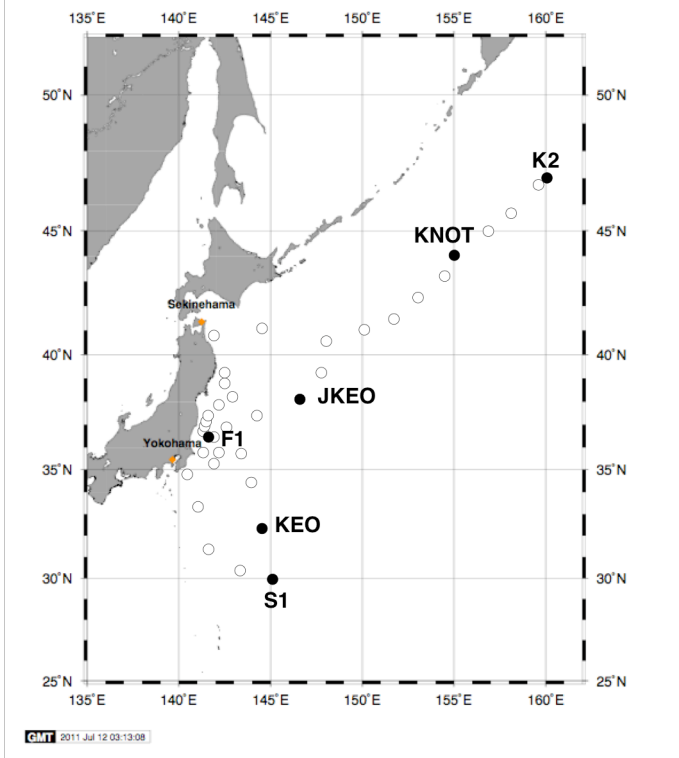 135˚E 140˚E 145˚E 150˚E 155˚E 160˚E
50˚N 50˚N
K2
KNOT
45˚N 45˚N
Sekinehama
40˚N 40˚N
JKEO
Yokohama F1
35˚N 35˚N
KEO
30˚N 30˚N
S1
25˚N 25˚N
135˚E 140˚E 145˚E 150˚E 155˚E 160˚E
GMT 2011 Jul 12 03:13:08